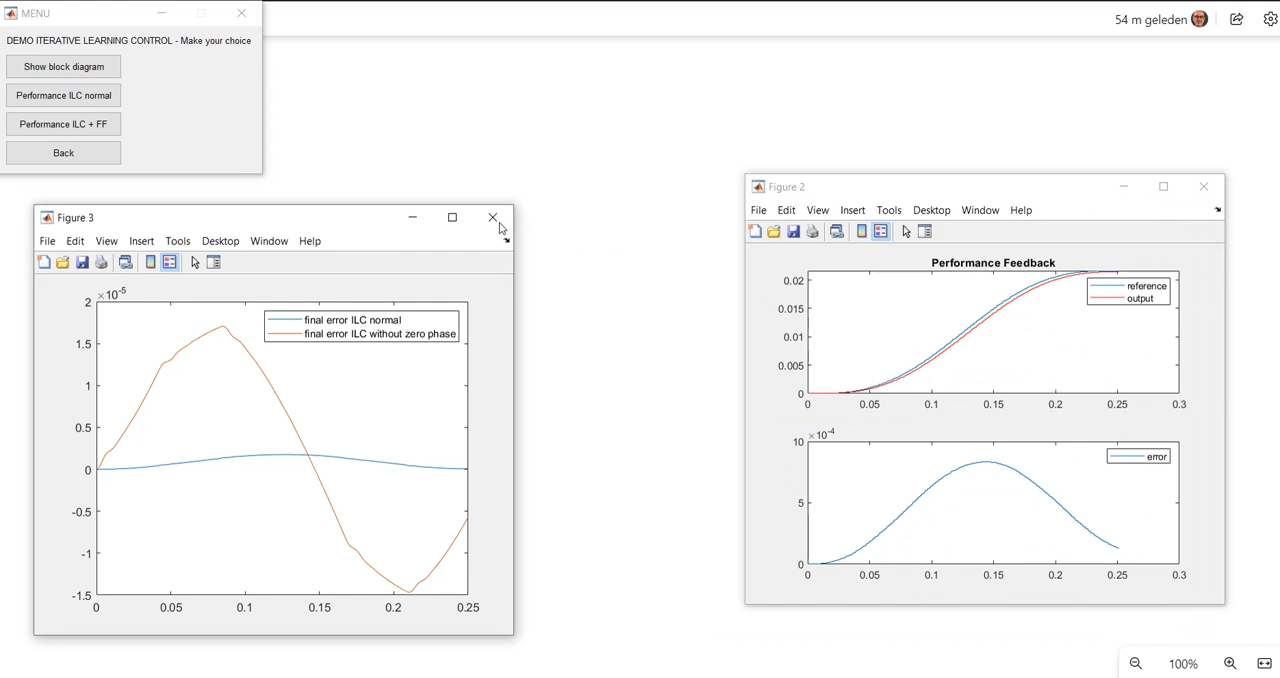 MENU
54 m geleden
DEMO ITERATIVE LEARNING CONTROL - Make your choice
Show block diagram
Performance ILC normal
Performance ILC + FF
Back
Figure 3
File Edit View Insert Tools Desktop Window Help
×10-5
2
1.5
1
0.5
0
-0.5
-1
-1.5
0 0.05 0.1 0.15 0.2 0.25
final error ILC normal
final error ILC without zero phase
Figure 2
File Edit View Insert Tools Desktop Window Help
Performance Feedback
0.02
0.015
0.01
0.005
0
0 0.05 0.1 0.15 0.2 0.25 0.3
reference
output
×10-4
10
5
0
0 0.05 0.1 0.15 0.2 0.25 0.3
error
100%